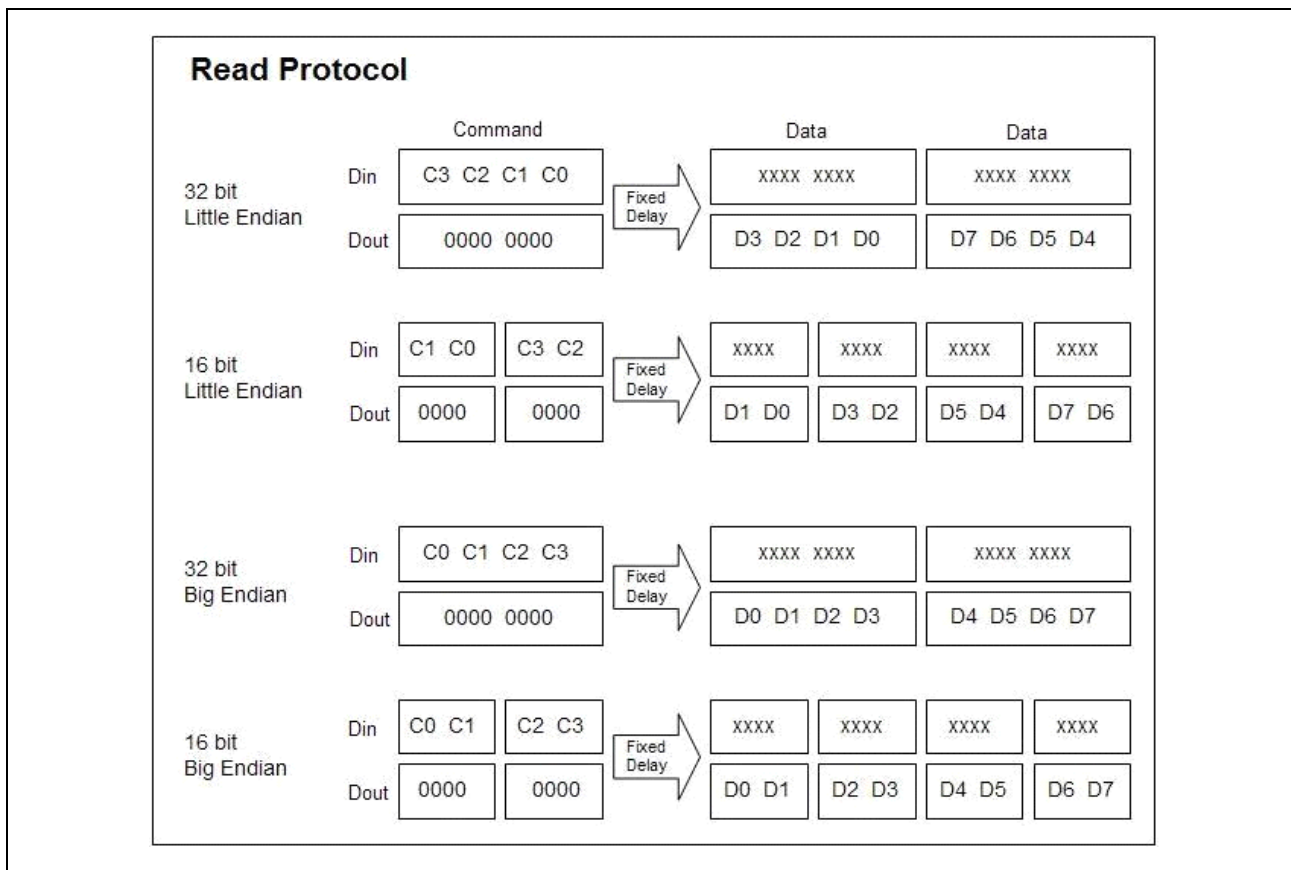 Read Protocol
Command Data Data
32 bit
Little Endian
Din C3 C2 C1 C0 Fixed Delay XXXX XXXX XXXX XXXX
Dout 0000 0000 D3 D2 D1 D0 D7 D6 D5 D4
16 bit
Little Endian
Din C1 C0 C3 C2 Fixed Delay XXXX XXXX XXXX XXXX
Dout 0000 0000 D1 D0 D3 D2 D5 D4 D7 D6
32 bit
Big Endian
Din C0 C1 C2 C3 Fixed Delay XXXX XXXX XXXX XXXX
Dout 0000 0000 D0 D1 D2 D3 D4 D5 D6 D7
16 bit
Big Endian
Din C0 C1 C2 C3 Fixed Delay XXXX XXXX XXXX XXXX
Dout 0000 0000 D0 D1 D2 D3 D4 D5 D6 D7